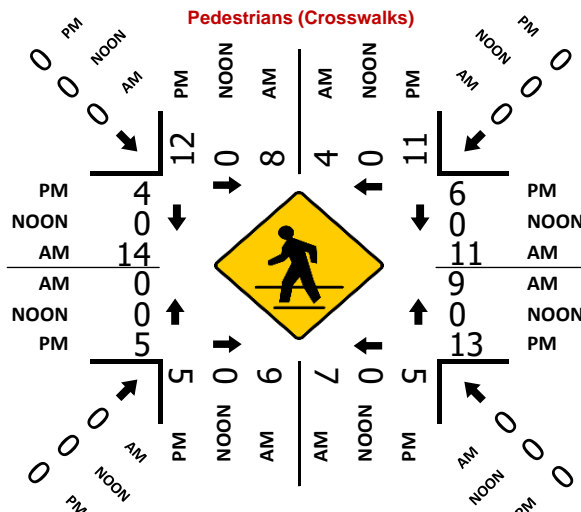 Pedestrians (Crosswalks)
PM NOON AM PM NOON AM AM NOON PM AM NOON PM
0 0 0 12 0 8 4 0 11 0 0 0
PM 4 6 PM
NOON 0 0 NOON
AM 14 11 AM
AM 0 9 AM
NOON 0 0 NOON
PM 5 13 PM
0 0 0 5 0 9 7 0 5 0 0 0
PM NOON AM PM NOON AM AM NOON PM AM NOON PM